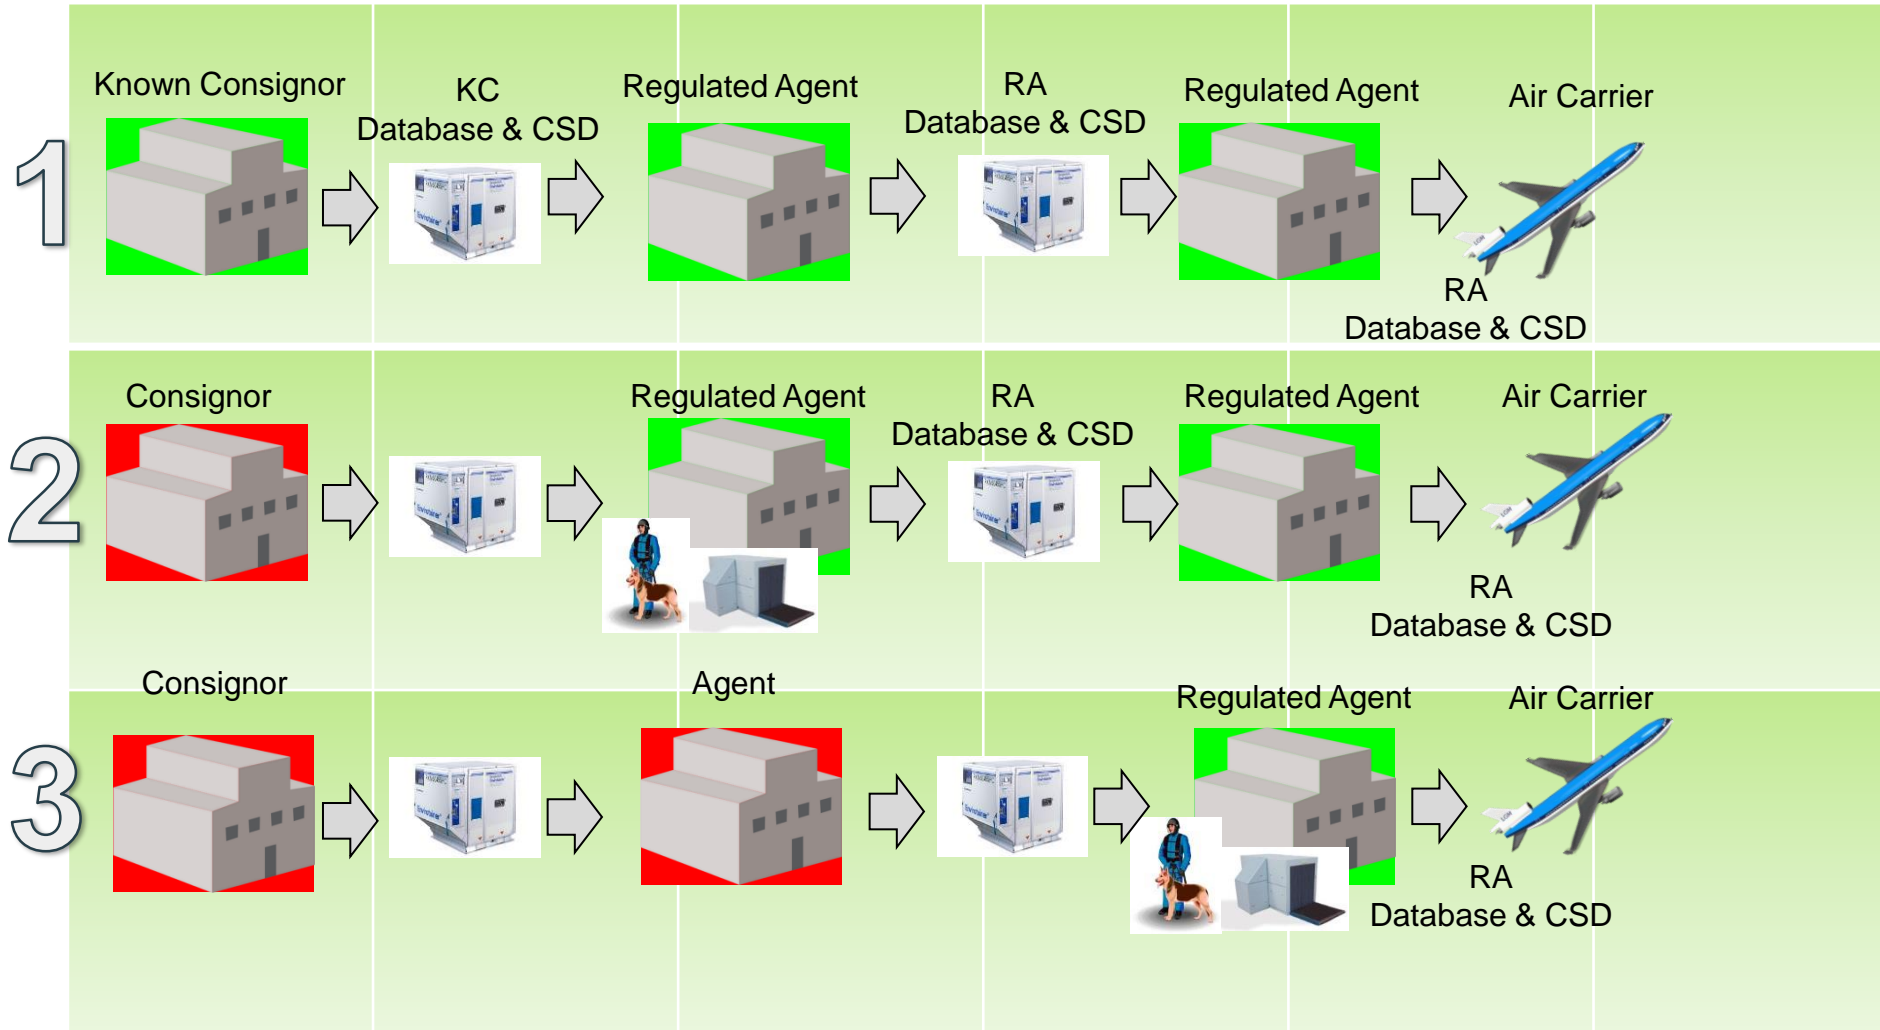 1
Known Consignor
KC
Database & CSD
Regulated Agent
RA
Database & CSD
Regulated Agent
Air Carrier
RA
Database & CSD
2
Consignor
Regulated Agent
RA
Database & CSD
Regulated Agent
Air Carrier
RA
Database & CSD
3
Consignor
Agent
Regulated Agent
Air Carrier
RA
Database & CSD